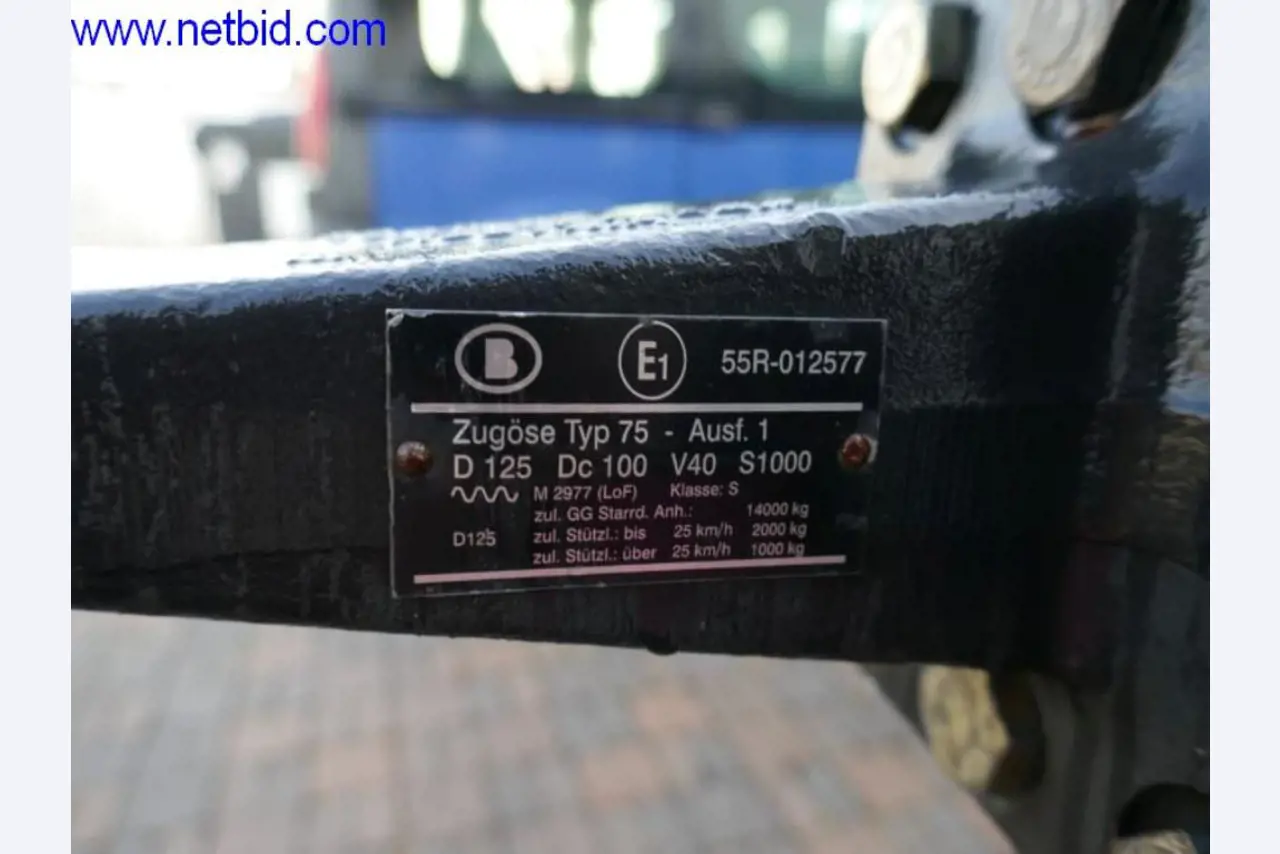 www.netbid.com
B E1 55R-012577
Zugöse Typ 75 - Ausf. 1
D 125 Dc 100 V40 S1000
M 2977 (LoF) Klasse: S
zul. GG Starrd. Anh.: 14000 kg
D125 zul. Stützl.: bis 25 km/h 2000 kg
zul. Stützl.: über 25 km/h 1000 kg